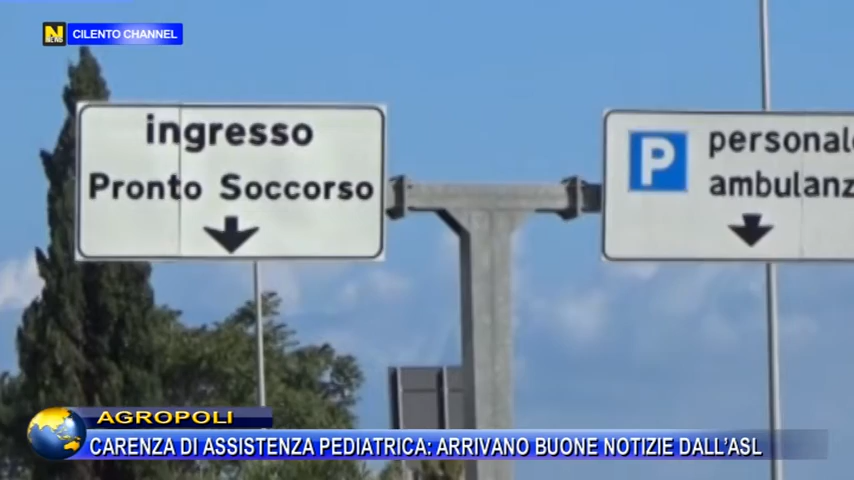 CILENTO CHANNEL
ingresso
Pronto Soccorso
P
personale
ambulanz
AGROPOLI
CARENZA DI ASSISTENZA PEDIATRICA: ARRIVANO BUONE NOTIZIE DALL'ASL